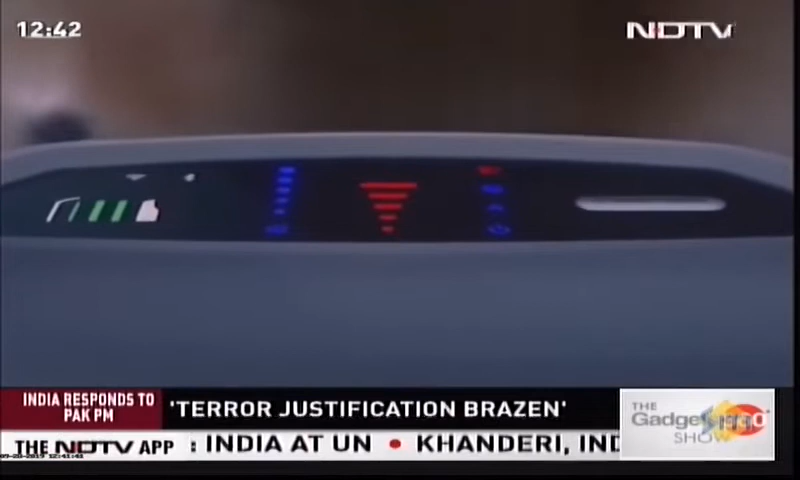 12:42
NDTV
INDIA RESPONDS TO
PAK PM
'TERROR JUSTIFICATION BRAZEN'
THE
Gadgets
SHOW
THE NDTV APP
: INDIA AT UN • KHANDERI, IND